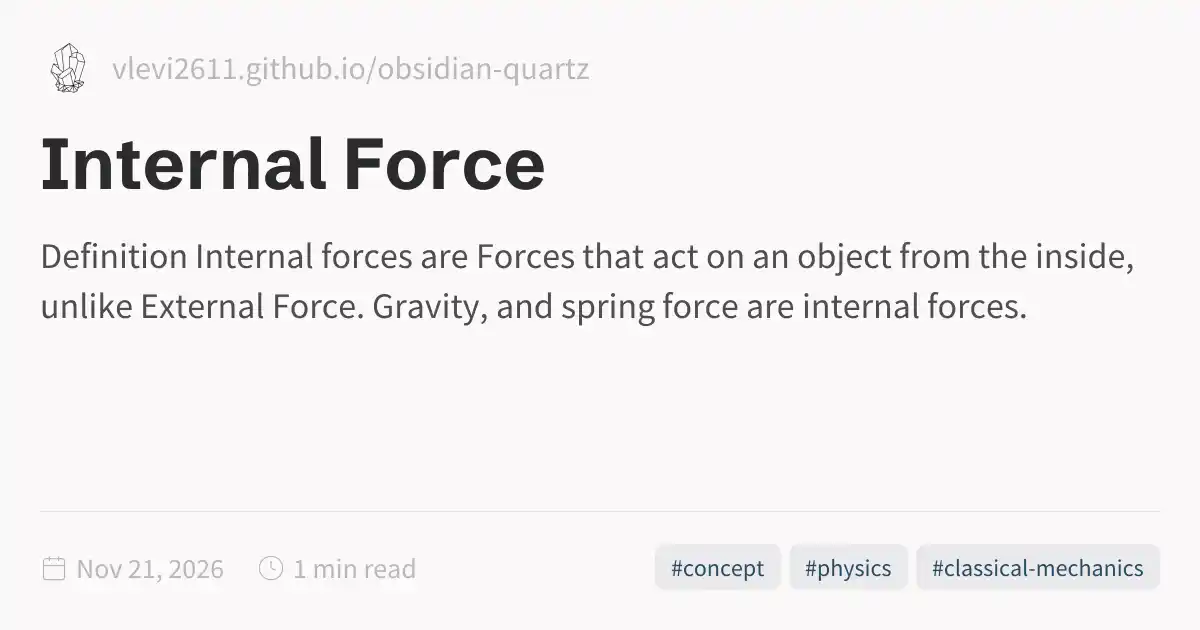 vlevi2611.github.io/obsidian-quartz
Internal Force
Definition Internal forces are Forces that act on an object from the inside,
unlike External Force. Gravity, and spring force are internal forces.
Nov 21, 2026 1 min read #concept #physics #classical-mechanics